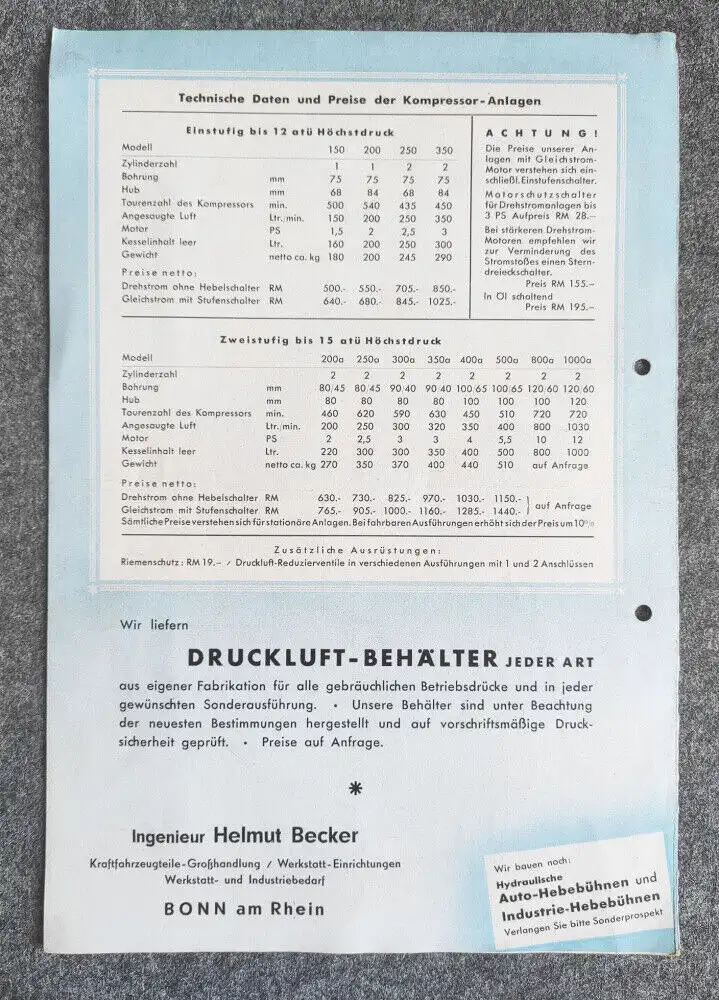 Technische Daten und Preise der Kompressor-Anlagen
Einstufig bis 12 atü Höchstdruck
Modell 150 200 250 350
Zylinderzahl 1 1 2 2
Bohrung mm 75 75 75 75
Hub mm 68 84 68 84
Tourenzahl des Kompressors min. 500 540 435 450
Angesaugte Luft Ltr./min. 150 200 250 350
Motor PS 1,5 2 2,5 3
Kesselinhalt leer Ltr. 160 200 250 300
Gewicht netto ca. kg 180 200 245 290
Preise netto:
Drehstrom ohne Hebelschalter RM 500.- 550.- 705.- 850.-
Gleichstrom mit Stufenschalter RM 640.- 680.- 845.- 1025.-
ACHTUNG!
Die Preise unserer An-
lagen mit Gleichstrom-
Motor verstehen sich ein-
schließl. Einstufenschalter.
Motorschutzschalter
für Drehstromanlagen bis
3 PS Aufpreis RM 28.–
Bei stärkeren Drehstrom-
Motoren empfehlen wir
zur Verminderung des
Stromstoßes einen Stern-
dreieckschalter.
Preis RM 155.–
In Öl schaltend
Preis RM 195.–
Zweistufig bis 15 atü Höchstdruck
Modell 200a 250a 300a 350a 400a 500a 800a 1000a
Zylinderzahl 2 2 2 2 2 2 2 2
Bohrung mm 80/45 80/45 90/40 90/40 100/65 100/65 120/60 120/60
Hub mm 80 80 80 80 100 100 100 120
Tourenzahl des Kompressors min. 460 620 590 630 450 510 720 720
Angesaugte Luft Ltr./min. 200 250 300 320 350 400 800 1030
Motor PS 2 2,5 3 3 4 5,5 10 12
Kesselinhalt leer Ltr. 220 300 300 350 400 500 800 1000
Gewicht netto ca. kg 270 350 370 400 440 510 auf Anfrage
Preise netto:
Drehstrom ohne Hebelschalter RM 630.- 730.- 825.- 970.- 1030.- 1150.-
Gleichstrom mit Stufenschalter RM 765.- 905.- 1000.- 1160.- 1285.- 1440.- auf Anfrage
Sämtliche Preise verstehen sich für stationäre Anlagen. Bei fahrbaren Ausführungen erhöht sich der Preis um 10%
Zusätzliche Ausrüstungen:
Riemenschutz: RM 19.– / Druckluft-Reduzierventile in verschiedenen Ausführungen mit 1 und 2 Anschlüssen
Wir liefern
DRUCKLUFT-BEHÄLTER JEDER ART
aus eigener Fabrikation für alle gebräuchlichen Betriebsdrücke und in jeder
gewünschten Sonderausführung. • Unsere Behälter sind unter Beachtung
der neuesten Bestimmungen hergestellt und auf vorschriftsmäßige Druck-
sicherheit geprüft. • Preise auf Anfrage.
*
Ingenieur Helmut Becker
Kraftfahrzeugteile-Großhandlung / Werkstatt-Einrichtungen
Werkstatt- und Industriebedarf
BONN am Rhein
Wir bauen noch:
Hydraulische
Auto-Hebebühnen und
Industrie-Hebebühnen
Verlangen Sie bitte Sonderprospekt